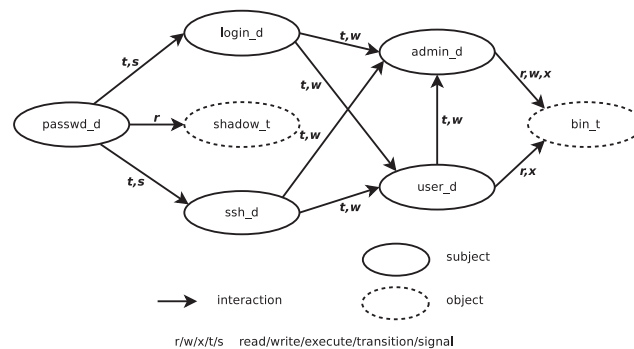 login_d
t,w
admin_d
t,s
r,w,x
t,w
passwd_d
r
shadow_t
bin_t
t,w
t,w
t,s
r,x
user_d
ssh_d
t,w
subject
interaction
object
r/w/x/t/s read/write/execute/transition/signal